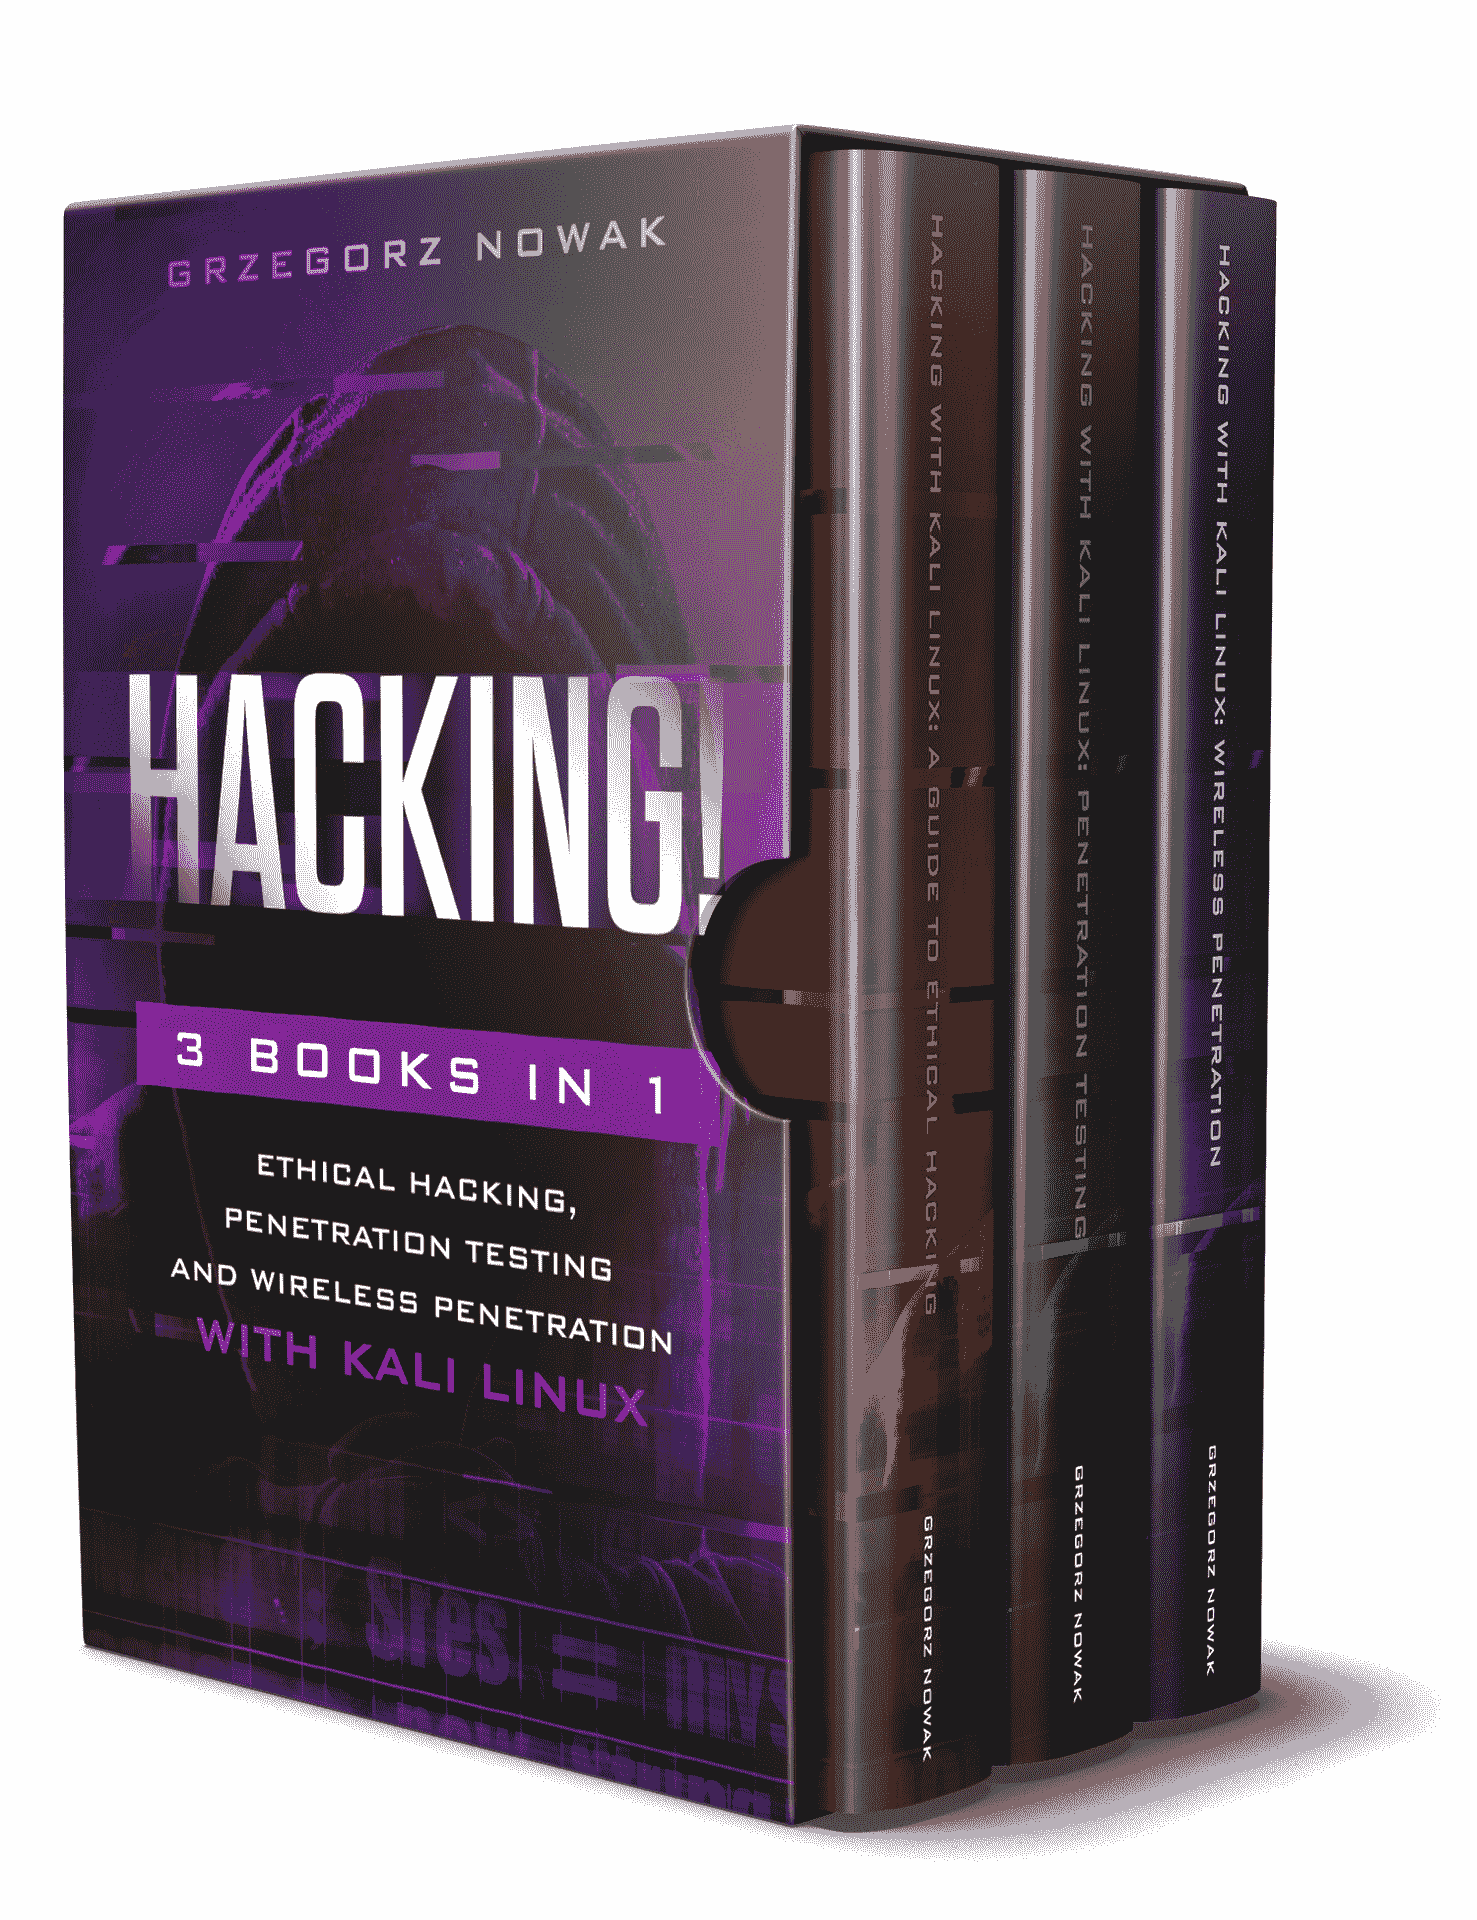 GRZEGORZ NOWAK
HACKING!
3 BOOKS IN 1
ETHICAL HACKING,
PENETRATION TESTING
AND WIRELESS PENETRATION
WITH KALI LINUX
Sres = mys
HACKING WITH KALI LINUX: A GUIDE TO ETHICAL HACKING
GRZEGORZ NOWAK
HACKING WITH KALI LINUX: PENETRATION TESTING
GRZEGORZ NOWAK
HACKING WITH KALI LINUX: WIRELESS PENETRATION
GRZEGORZ NOWAK